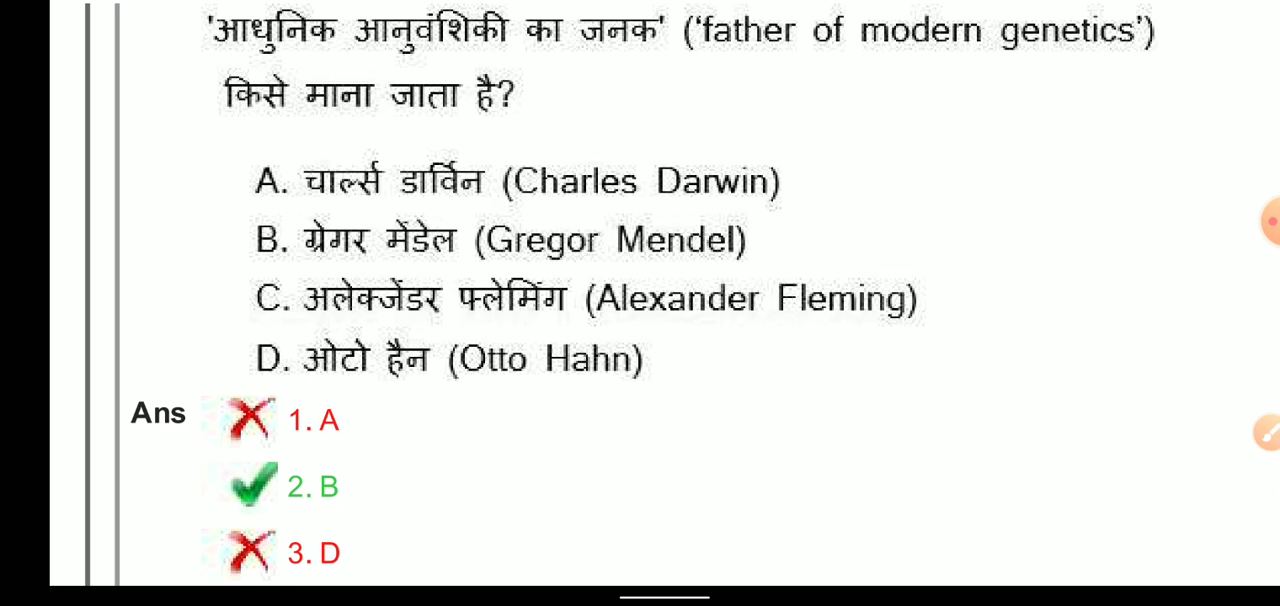 'आधुनिक आनुवंशिकी का जनक' (‘father of modern genetics’)
किसे माना जाता है?
A. चार्ल्स डार्विन (Charles Darwin)
B. ग्रेगर मेंडेल (Gregor Mendel)
C. अलेक्जेंडर फ्लेमिंग (Alexander Fleming)
D. ओटो हैन (Otto Hahn)
Ans 1. A
2. B
3. D